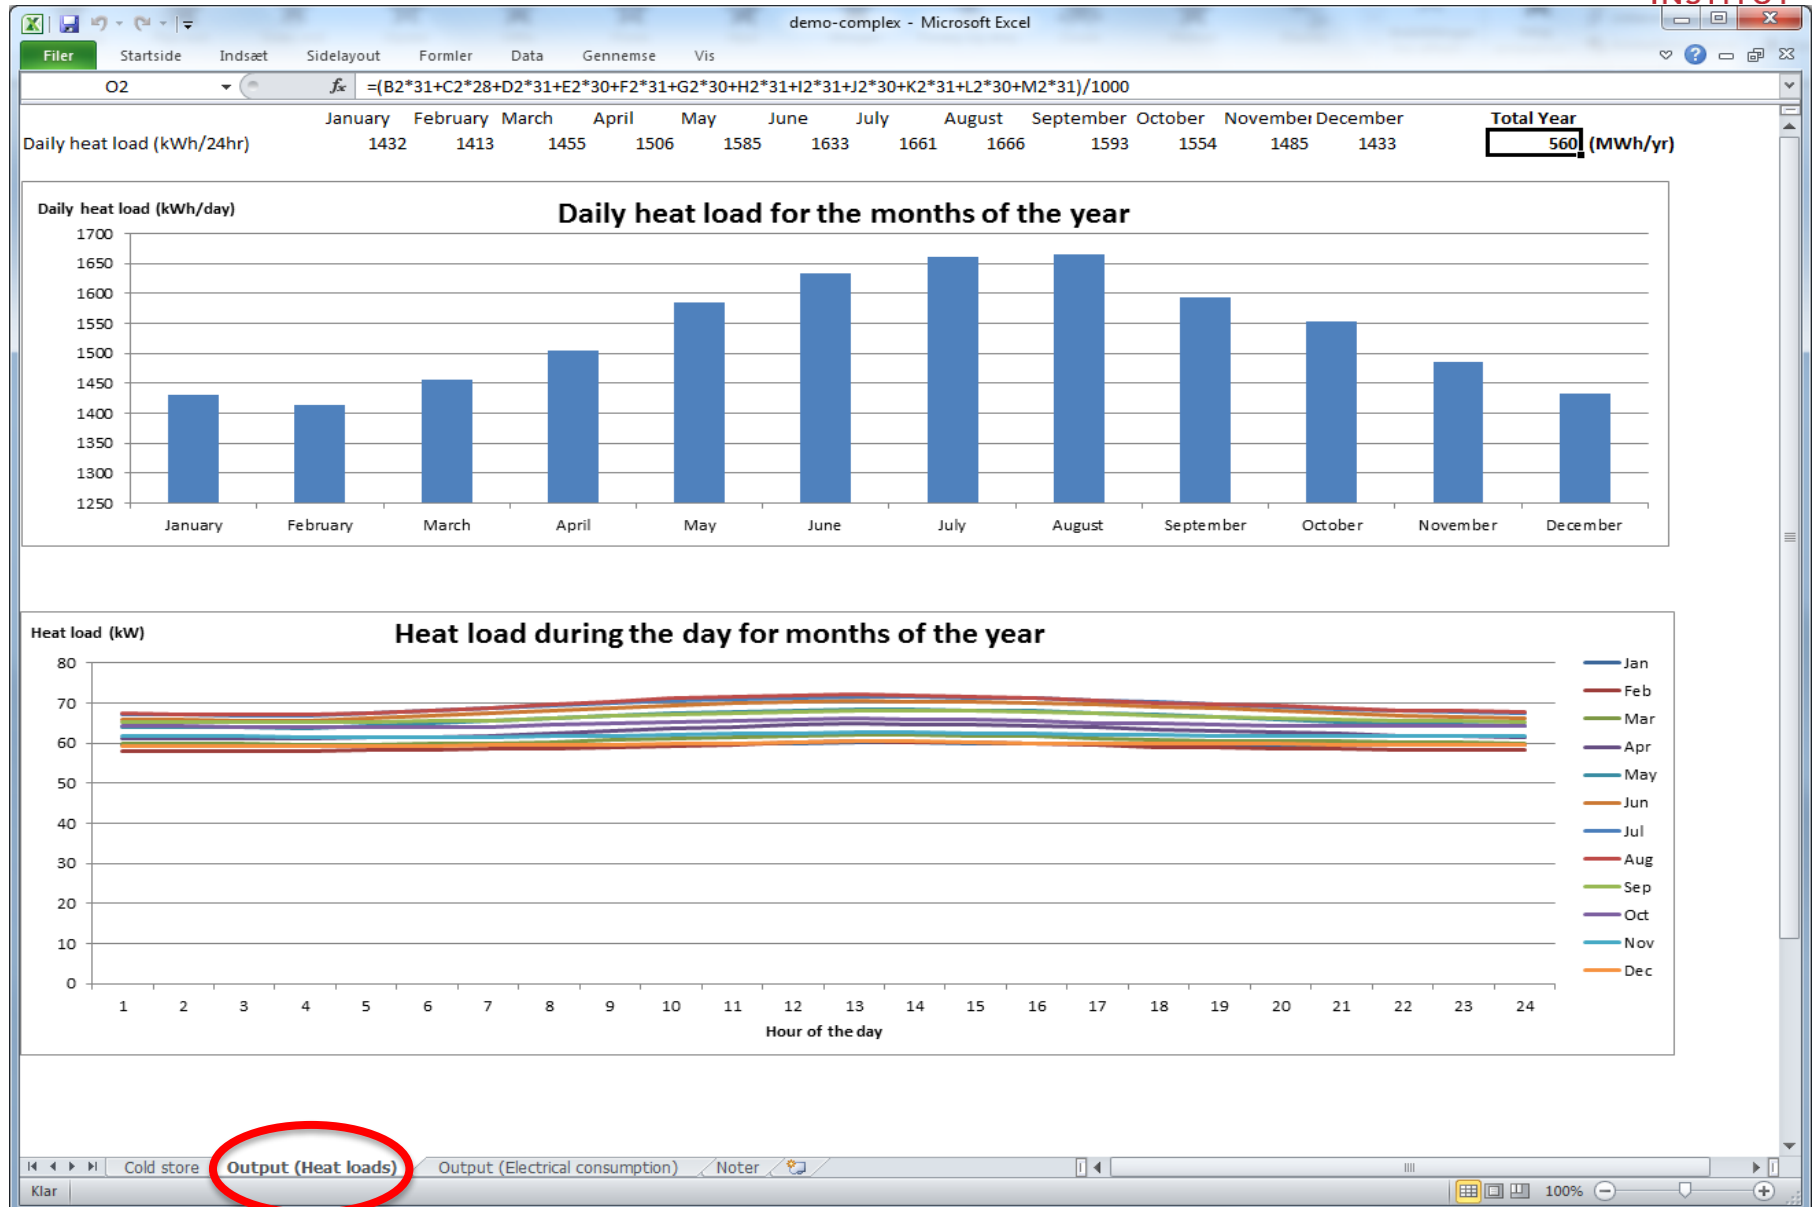 demo-complex - Microsoft Excel
Filer Startside Indsæt Sidelayout Formler Data Gennemse Vis
O2 fx =(B2*31+C2*28+D2*31+E2*30+F2*31+G2*30+H2*31+I2*31+J2*30+K2*31+L2*30+M2*31)/1000
January February March April May June July August September October November December Total Year
Daily heat load (kWh/24hr) 1432 1413 1455 1506 1585 1633 1661 1666 1593 1554 1485 1433 560 (MWh/yr)
Daily heat load (kWh/day)
Daily heat load for the months of the year
1700
1650
1600
1550
1500
1450
1400
1350
1300
1250
January February March April May June July August September October November December
Heat load (kW)
Heat load during the day for months of the year
80
70
60
50
40
30
20
10
0
Jan
Feb
Mar
Apr
May
Jun
Jul
Aug
Sep
Oct
Nov
Dec
1 2 3 4 5 6 7 8 9 10 11 12 13 14 15 16 17 18 19 20 21 22 23 24
Hour of the day
Cold store Output (Heat loads) Output (Electrical consumption) Noter
Klar 100%